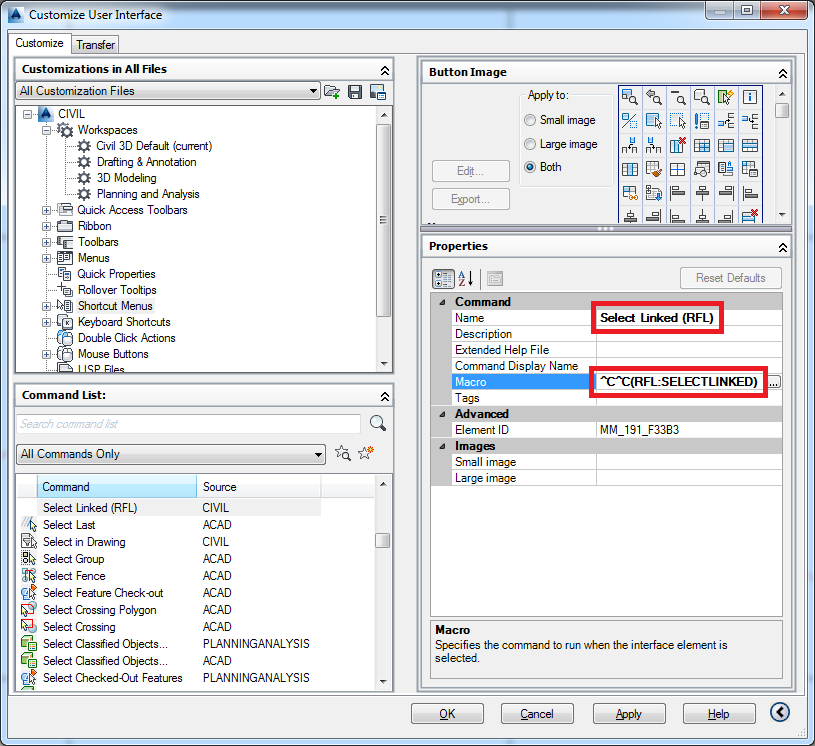 Customize User Interface
Customize
Transfer
Customizations in All Files
All Customization Files
CIVIL
Workspaces
Civil 3D Default (current)
Drafting & Annotation
3D Modeling
Planning and Analysis
Quick Access Toolbars
Ribbon
Toolbars
Menus
Quick Properties
Rollover Tooltips
Shortcut Menus
Keyboard Shortcuts
Double Click Actions
Mouse Buttons
LISP Files
Command List:
Search command list
All Commands Only
Command Source
Select Linked (RFL) CIVIL
Select Last ACAD
Select in Drawing CIVIL
Select Group ACAD
Select Fence ACAD
Select Feature Check-out ACAD
Select Crossing Polygon ACAD
Select Crossing ACAD
Select Classified Objects... PLANNINGANALYSIS
Select Classified Objects... ACAD
Select Checked-Out Features PLANNINGANALYSIS
Button Image
Apply to:
Small image
Large image
Both
Edit...
Export...
Properties
Reset Defaults
Command
Name Select Linked (RFL)
Description
Extended Help File
Command Display Name
Macro ^C^C(RFL:SELECTLINKED) ...
Tags
Advanced
Element ID MM_191_F33B3
Images
Small image
Large image
Macro
Specifies the command to run when the interface element is
selected.
OK
Cancel
Apply
Help